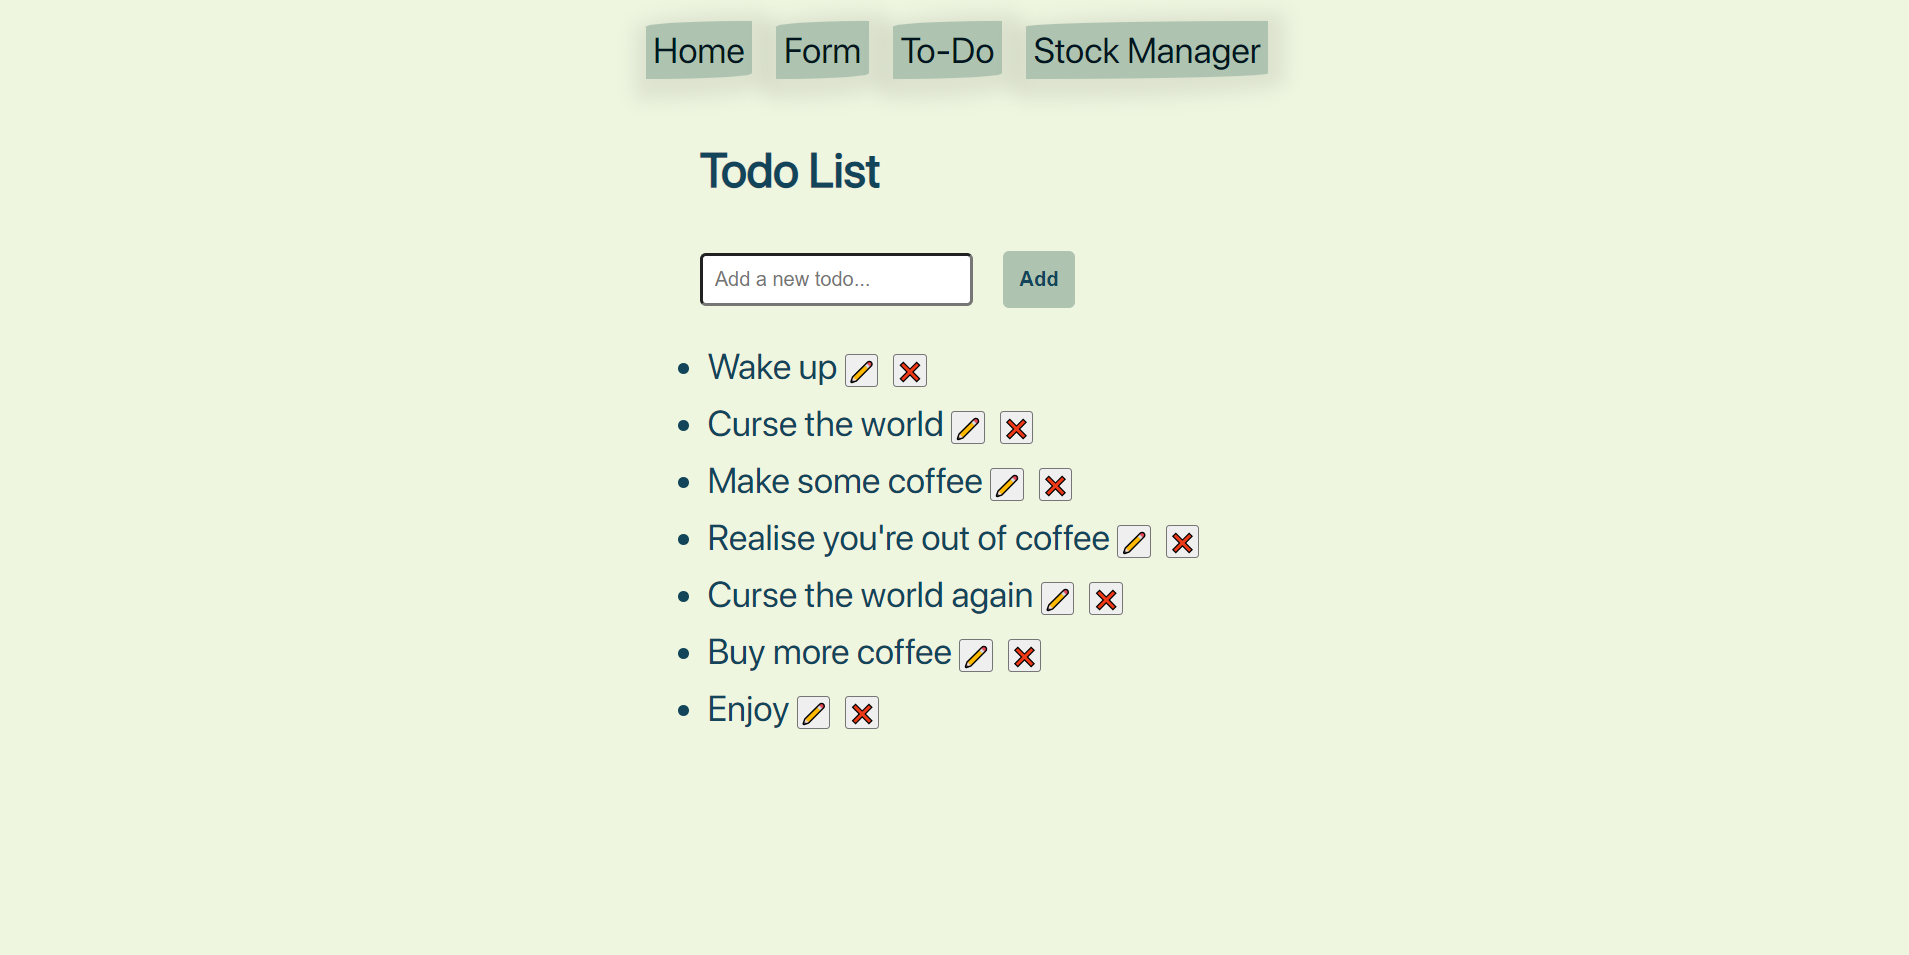 Home Form To-Do Stock Manager
Todo List
Add a new todo... Add
Wake up
Curse the world
Make some coffee
Realise you're out of coffee
Curse the world again
Buy more coffee
Enjoy